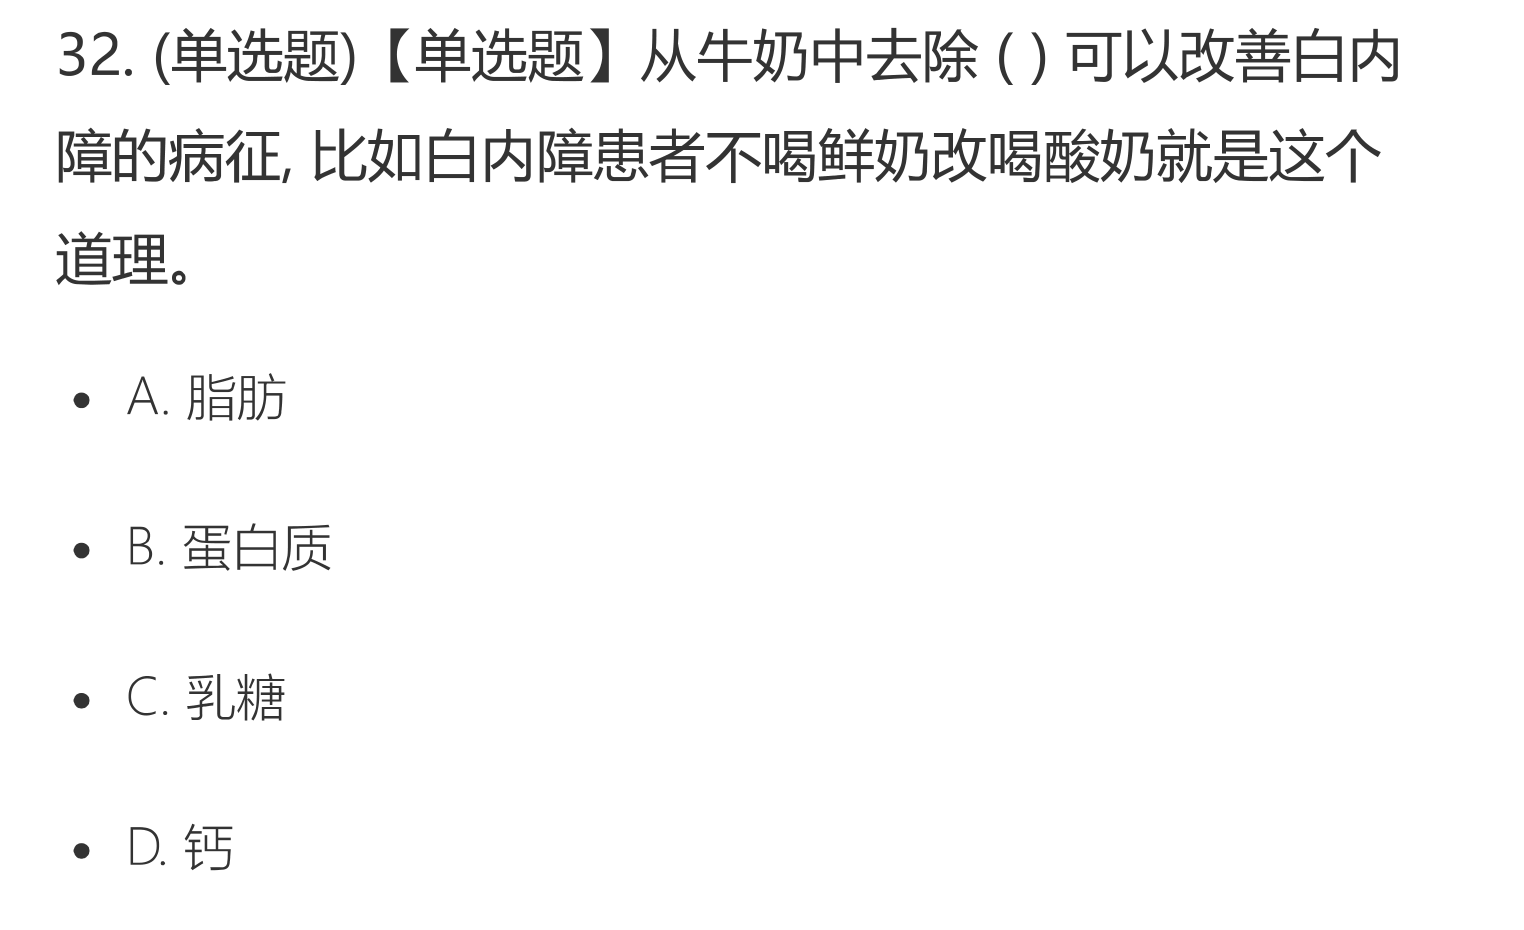 32. (单选题)【单选题】从牛奶中去除 ( ) 可以改善白内
障的病征, 比如白内障患者不喝鲜奶改喝酸奶就是这个
道理。
• A. 脂肪
• B. 蛋白质
• C. 乳糖
• D. 钙